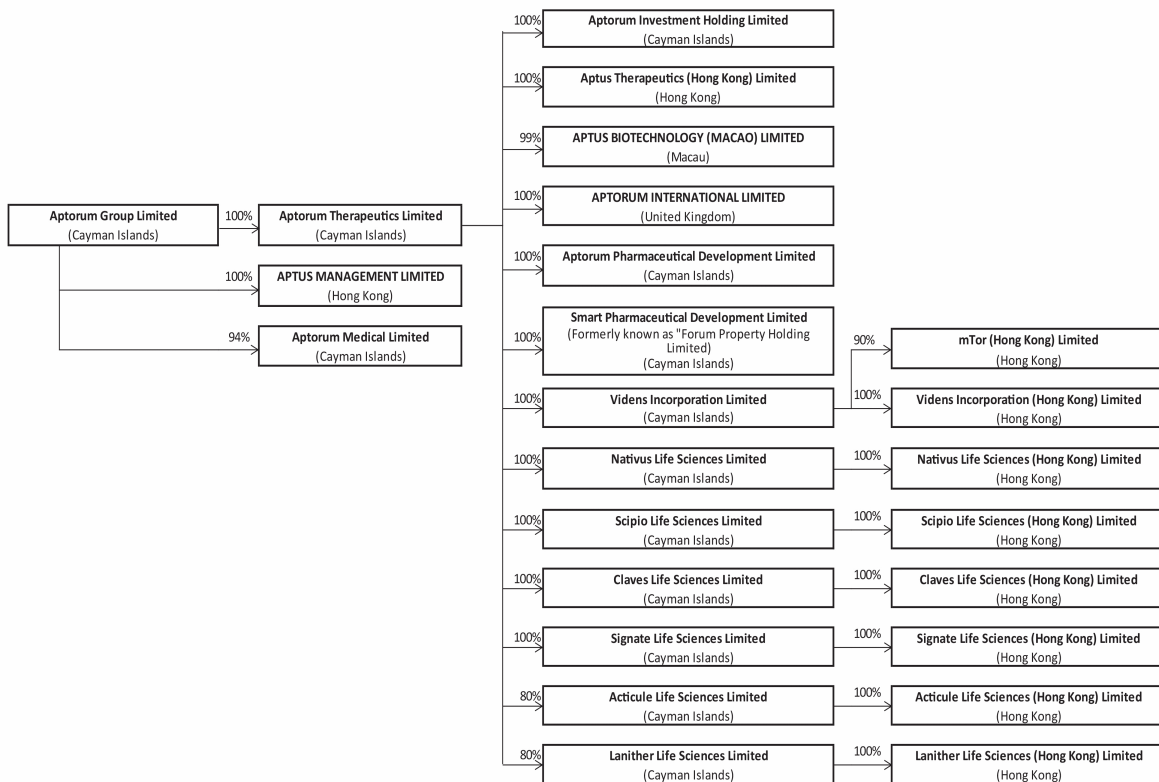 100%
Aptorum Investment Holding Limited
(Cayman Islands)
100%
Aptus Therapeutics (Hong Kong) Limited
(Hong Kong)
99%
APTUS BIOTECHNOLOGY (MACAO) LIMITED
(Macau)
100%
APTORUM INTERNATIONAL LIMITED
(United Kingdom)
Aptorum Group Limited
(Cayman Islands)
100%
Aptorum Therapeutics Limited
(Cayman Islands)
100%
Aptorum Pharmaceutical Development Limited
(Cayman Islands)
100%
APTUS MANAGEMENT LIMITED
(Hong Kong)
94%
Aptorum Medical Limited
(Cayman Islands)
100%
Smart Pharmaceutical Development Limited
(Formerly known as "Forum Property Holding
Limited)
(Cayman Islands)
90%
mTor (Hong Kong) Limited
(Hong Kong)
100%
Videns Incorporation Limited
(Cayman Islands)
100%
Videns Incorporation (Hong Kong) Limited
(Hong Kong)
100%
Nativus Life Sciences Limited
(Cayman Islands)
100%
Nativus Life Sciences (Hong Kong) Limited
(Hong Kong)
100%
Scipio Life Sciences Limited
(Cayman Islands)
100%
Scipio Life Sciences (Hong Kong) Limited
(Hong Kong)
100%
Claves Life Sciences Limited
(Cayman Islands)
100%
Claves Life Sciences (Hong Kong) Limited
(Hong Kong)
100%
Signate Life Sciences Limited
(Cayman Islands)
100%
Signate Life Sciences (Hong Kong) Limited
(Hong Kong)
80%
Acticule Life Sciences Limited
(Cayman Islands)
100%
Acticule Life Sciences (Hong Kong) Limited
(Hong Kong)
80%
Lanither Life Sciences Limited
(Cayman Islands)
100%
Lanither Life Sciences (Hong Kong) Limited
(Hong Kong)